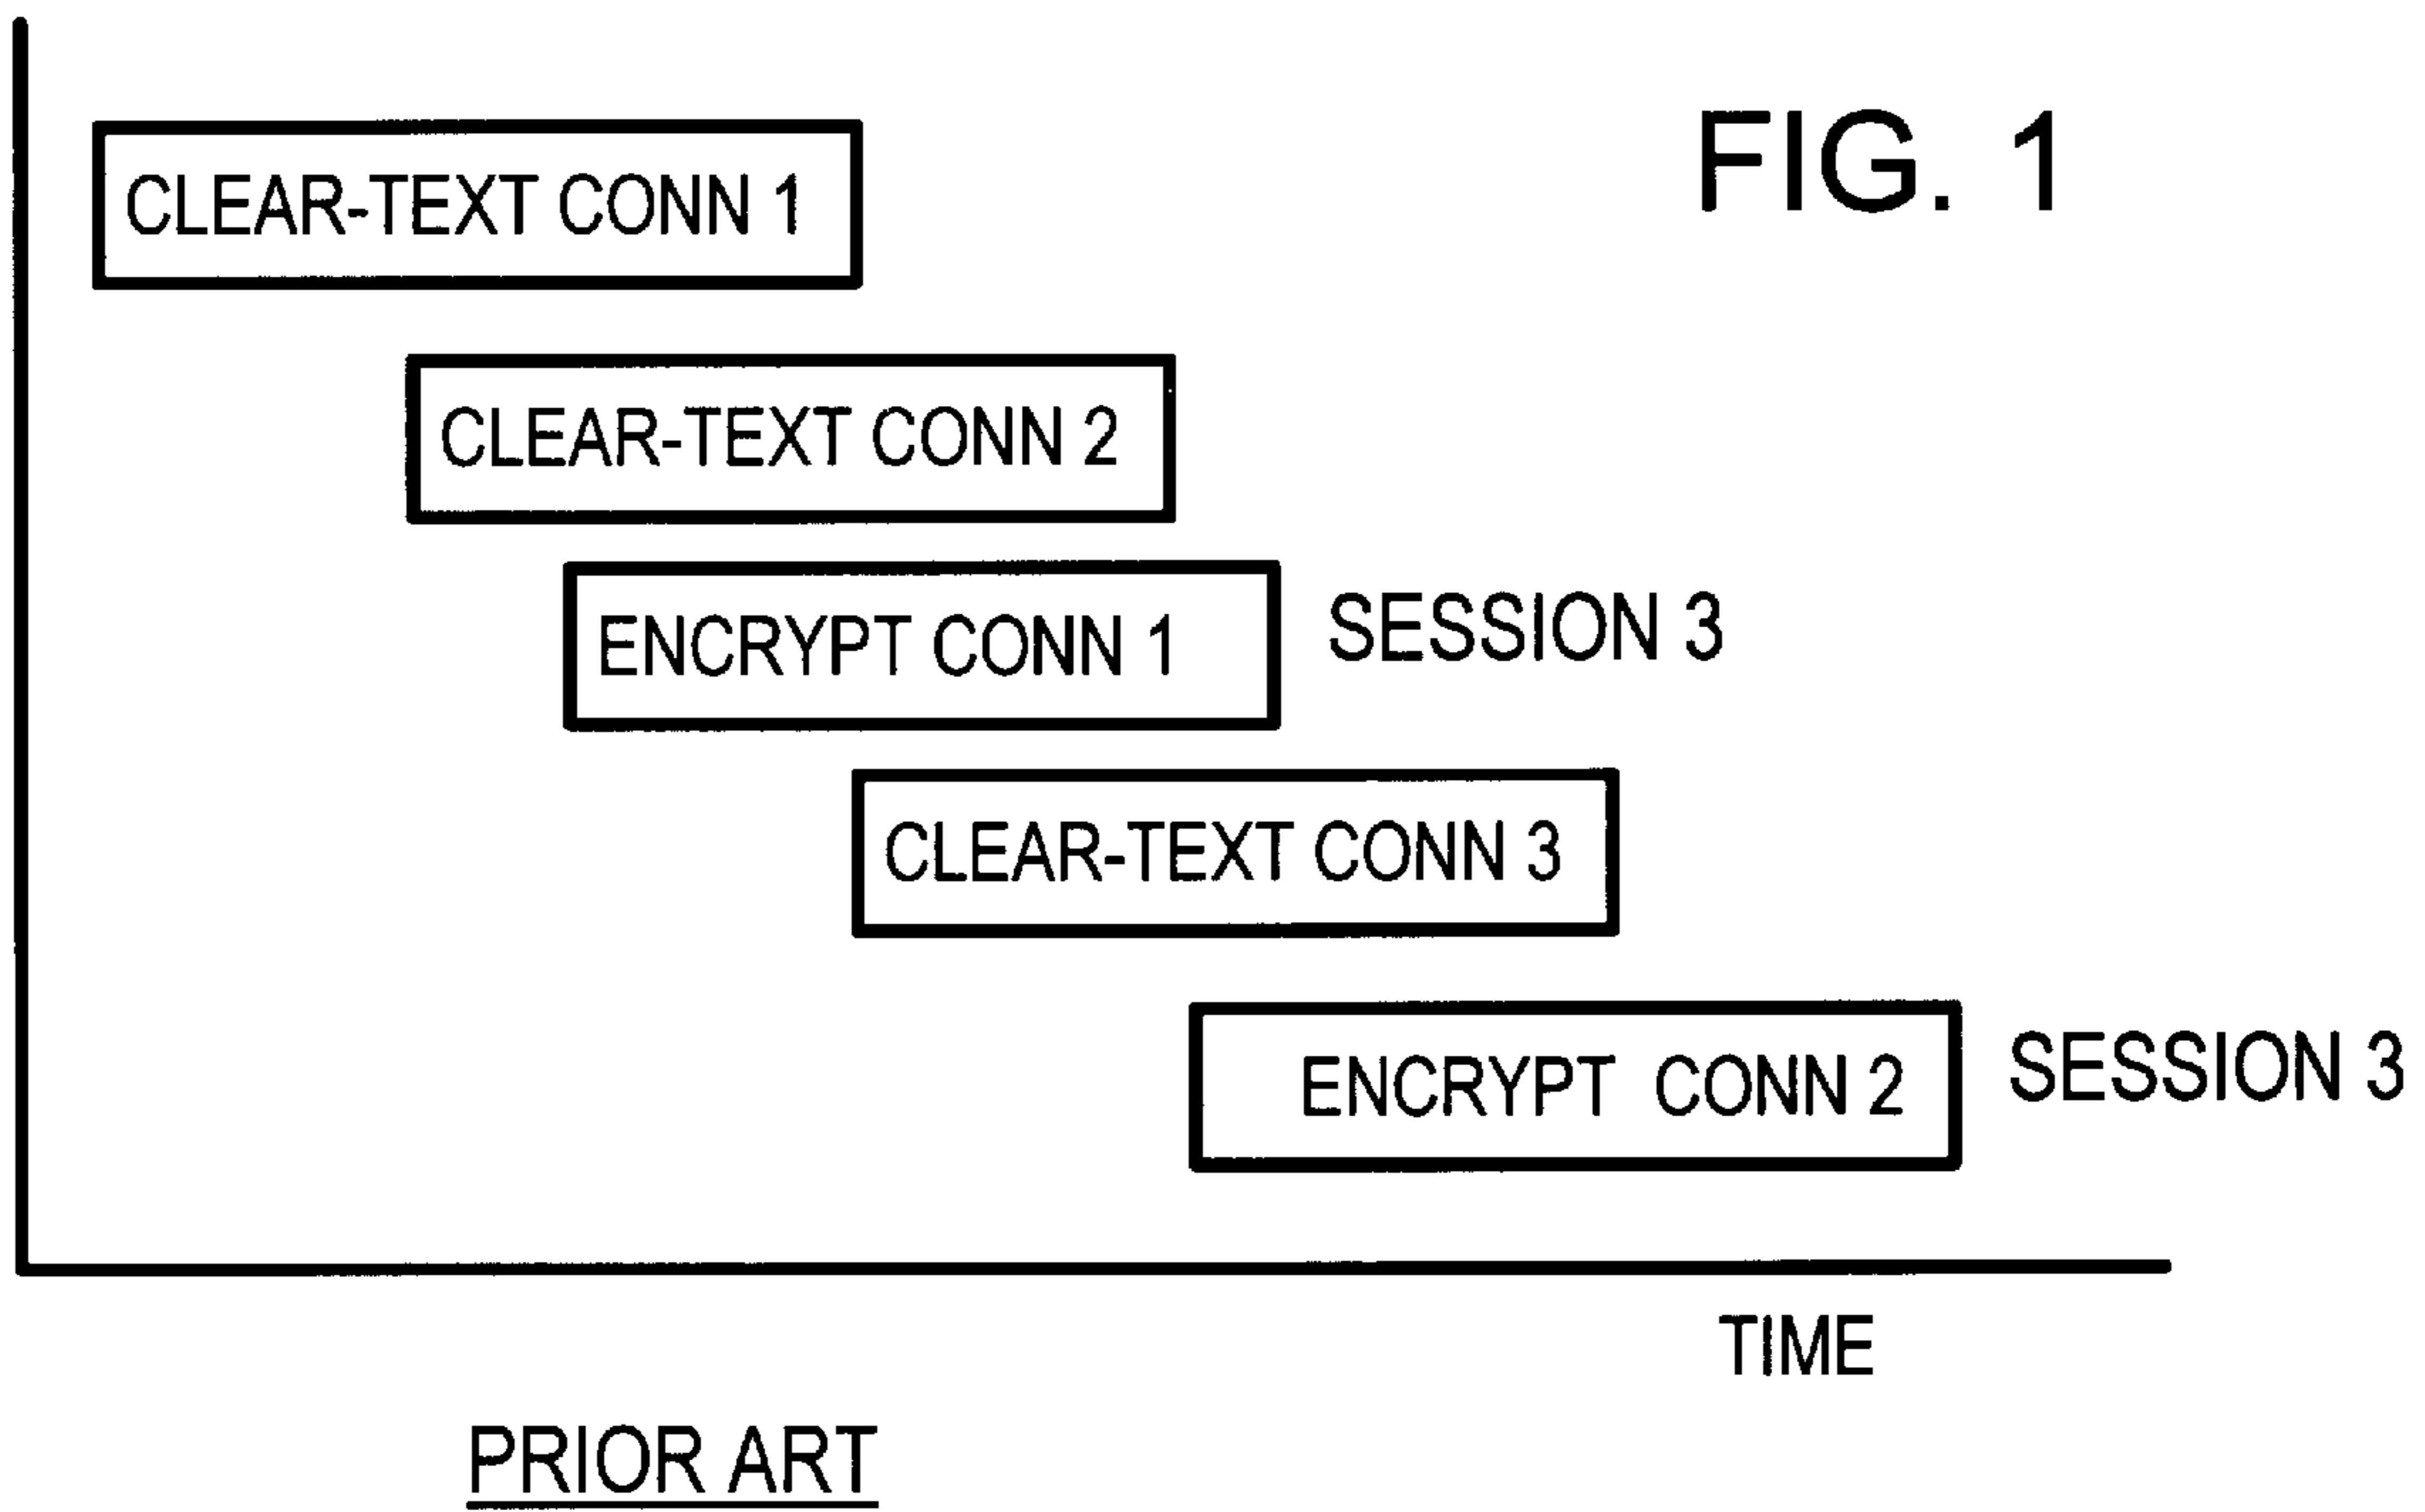 FIG. 1
CLEAR-TEXT CONN 1
CLEAR-TEXT CONN 2
ENCRYPT CONN 1
SESSION 3
CLEAR-TEXT CONN 3
ENCRYPT CONN 2
SESSION 3
TIME
PRIOR ART